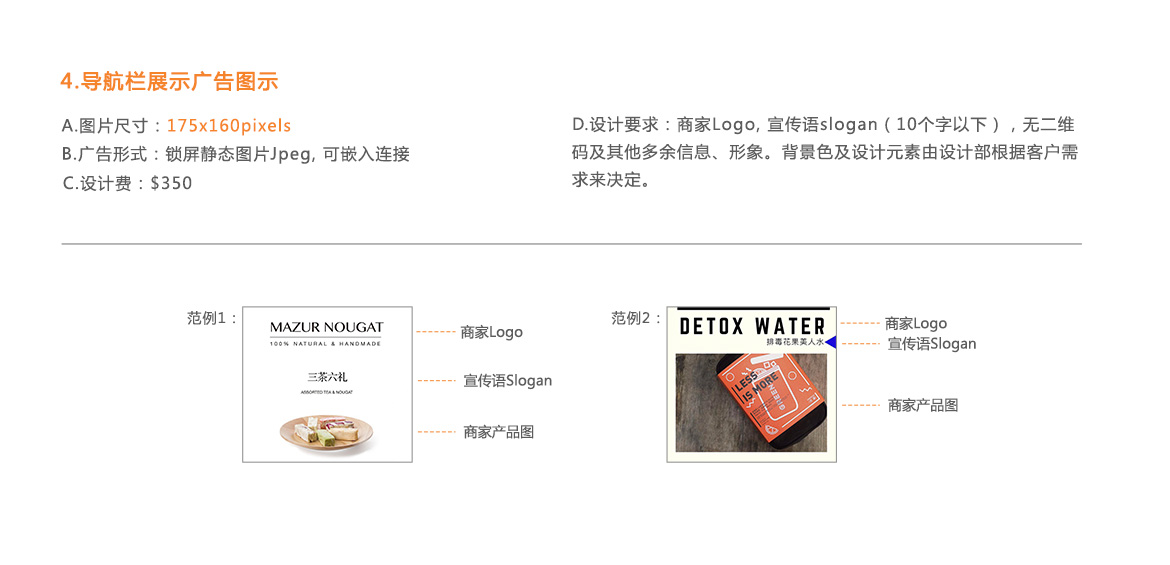 4.导航栏展示广告图示
A.图片尺寸：175x160pixels
B.广告形式：锁屏静态图片Jpeg, 可嵌入连接
C.设计费：$350
D.设计要求：商家Logo, 宣传语slogan（10个字以下），无二维
码及其他多余信息、形象。背景色及设计元素由设计部根据客户需
求来决定。
范例1：
MAZUR NOUGAT
100% NATURAL & HANDMADE
三茶六礼
ASSORTED TEA & NOUGAT
商家Logo
宣传语Slogan
商家产品图
范例2：
DETOX WATER
排毒花果美人水
LESS
IS MORE
商家Logo
宣传语Slogan
商家产品图